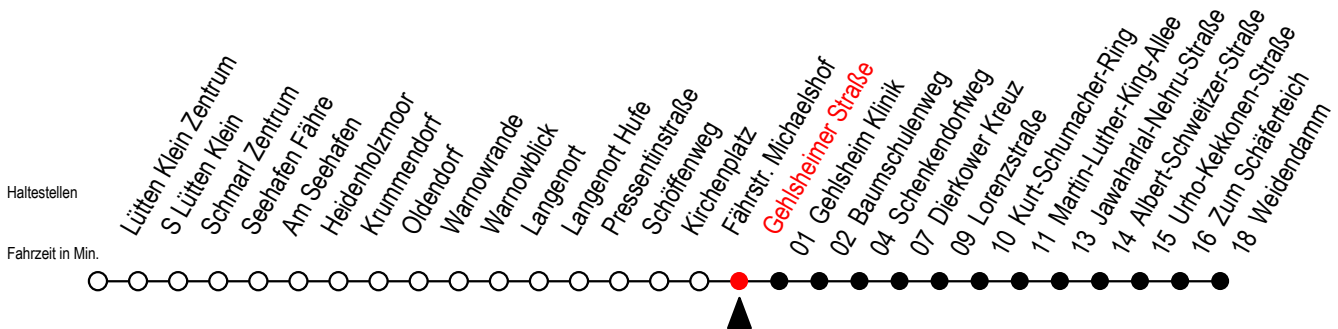 Haltestellen
Fahrzeit in Min.
Lütten Klein Zentrum
S Lütten Klein
Schmarl Zentrum
Seehafen Fähre
Am Seehafen
Heidenholzmoor
Krummendorf
Oldendorf
Warnowrande
Warnowblick
Langenort
Langenort Hufe
Pressentinstraße
Schöffenweg
Kirchenplatz
Fährstr. Michaelshof
Gehlsheimer Straße
01 Gehlsheim Klinik
02 Baumschulenweg
04 Schenkendorfweg
07 Dierkower Kreuz
09 Lorenzstraße
10 Kurt-Schumacher-Ring
11 Martin-Luther-King-Allee
13 Jawaharlal-Nehru-Straße
14 Albert-Schweitzer-Straße
15 Urho-Kekkonen-Straße
16 Zum Schäferteich
18 Weidendamm